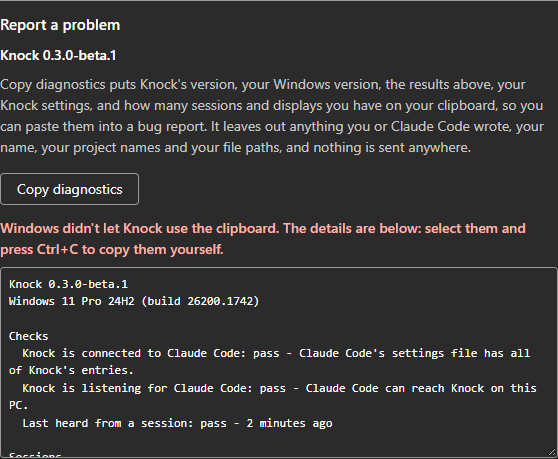 Report a problem
Knock 0.3.0-beta.1
Copy diagnostics puts Knock's version, your Windows version, the results above, your
Knock settings, and how many sessions and displays you have on your clipboard, so you
can paste them into a bug report. It leaves out anything you or Claude Code wrote, your
name, your project names and your file paths, and nothing is sent anywhere.
Copy diagnostics
Windows didn't let Knock use the clipboard. The details are below: select them and
press Ctrl+C to copy them yourself.
Knock 0.3.0-beta.1
Windows 11 Pro 24H2 (build 26200.1742)
Checks
Knock is connected to Claude Code: pass - Claude Code's settings file has all
of Knock's entries.
Knock is listening for Claude Code: pass - Claude Code can reach Knock on this
PC.
Last heard from a session: pass - 2 minutes ago
Sessions